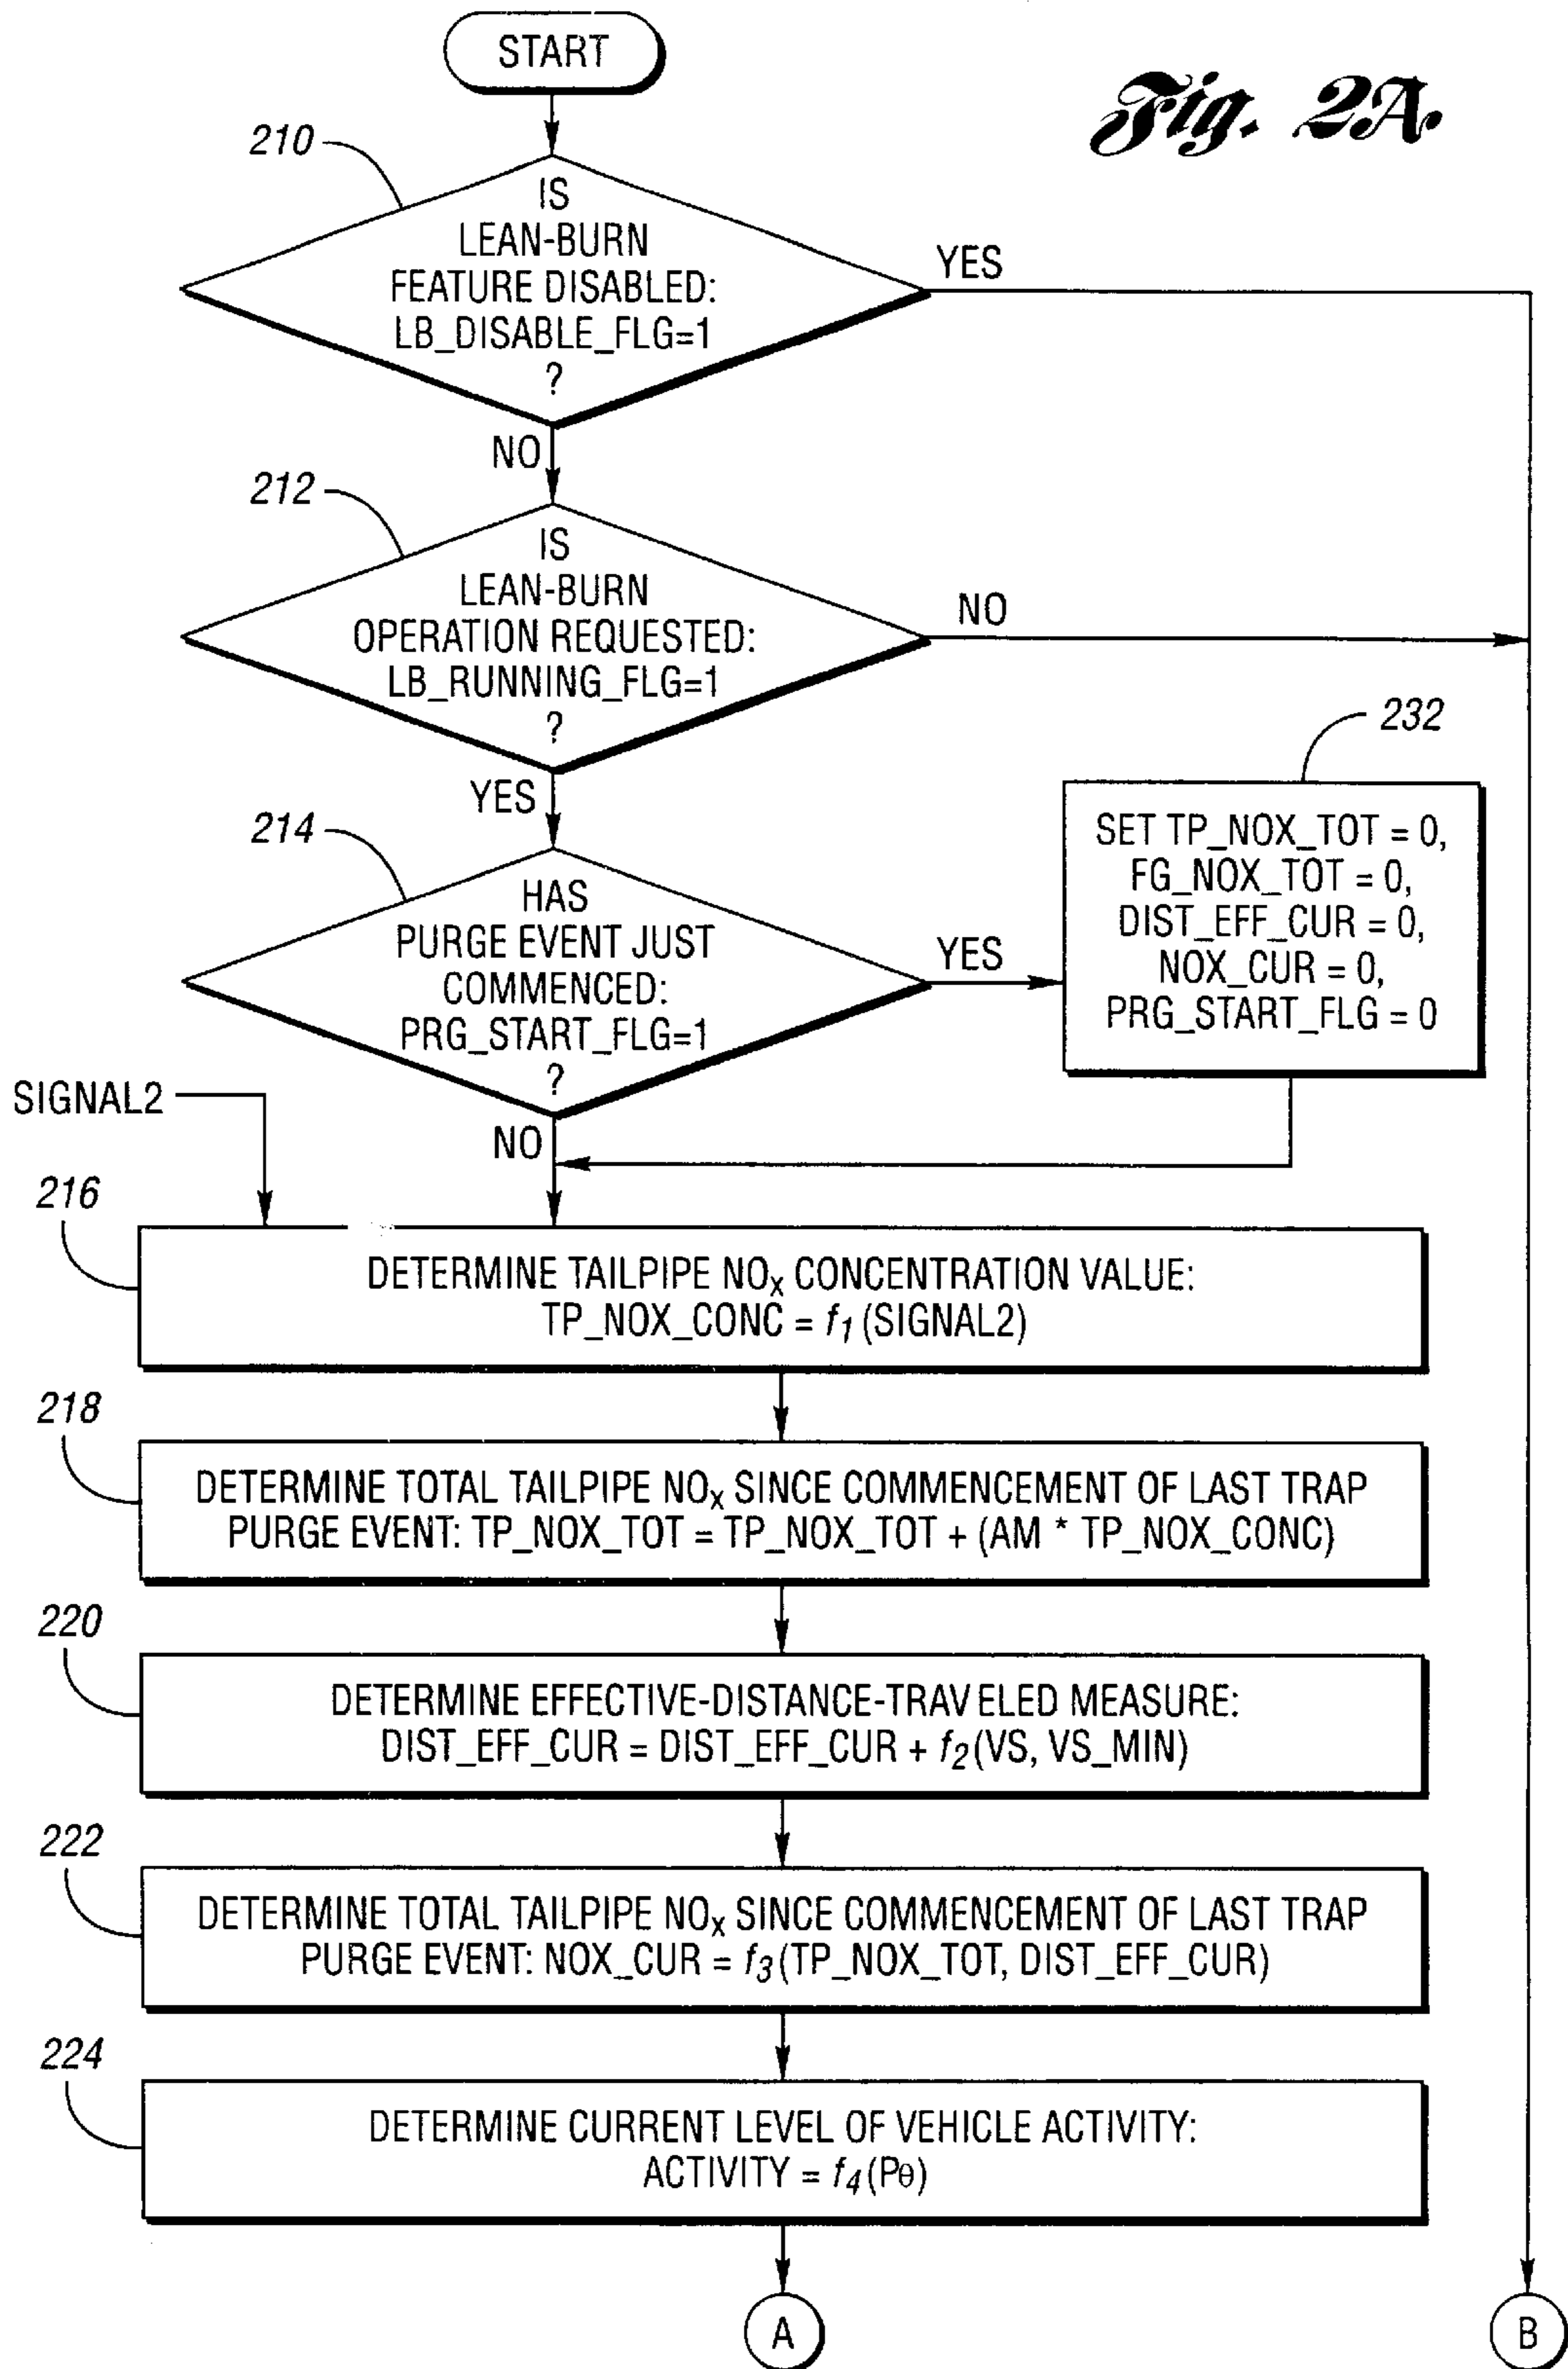 START
Fig. 2A.
210
IS
LEAN-BURN
FEATURE DISABLED:
LB_DISABLE_FLG=1
?
YES
NO
212
IS
LEAN-BURN
OPERATION REQUESTED:
LB_RUNNING_FLG=1
?
NO
YES
232
SET TP_NOX_TOT = 0,
FG_NOX_TOT = 0,
DIST_EFF_CUR = 0,
NOX_CUR = 0,
PRG_START_FLG = 0
214
HAS
PURGE EVENT JUST
COMMENCED:
PRG_START_FLG=1
?
YES
SIGNAL2
NO
216
DETERMINE TAILPIPE NOx CONCENTRATION VALUE:
TP_NOX_CONC = f1 (SIGNAL2)
218
DETERMINE TOTAL TAILPIPE NOx SINCE COMMENCEMENT OF LAST TRAP
PURGE EVENT: TP_NOX_TOT = TP_NOX_TOT + (AM * TP_NOX_CONC)
220
DETERMINE EFFECTIVE-DISTANCE-TRAVELED MEASURE:
DIST_EFF_CUR = DIST_EFF_CUR + f2 (VS, VS_MIN)
222
DETERMINE TOTAL TAILPIPE NOx SINCE COMMENCEMENT OF LAST TRAP
PURGE EVENT: NOX_CUR = f3 (TP_NOX_TOT, DIST_EFF_CUR)
224
DETERMINE CURRENT LEVEL OF VEHICLE ACTIVITY:
ACTIVITY = f4 (Pθ)
A
B